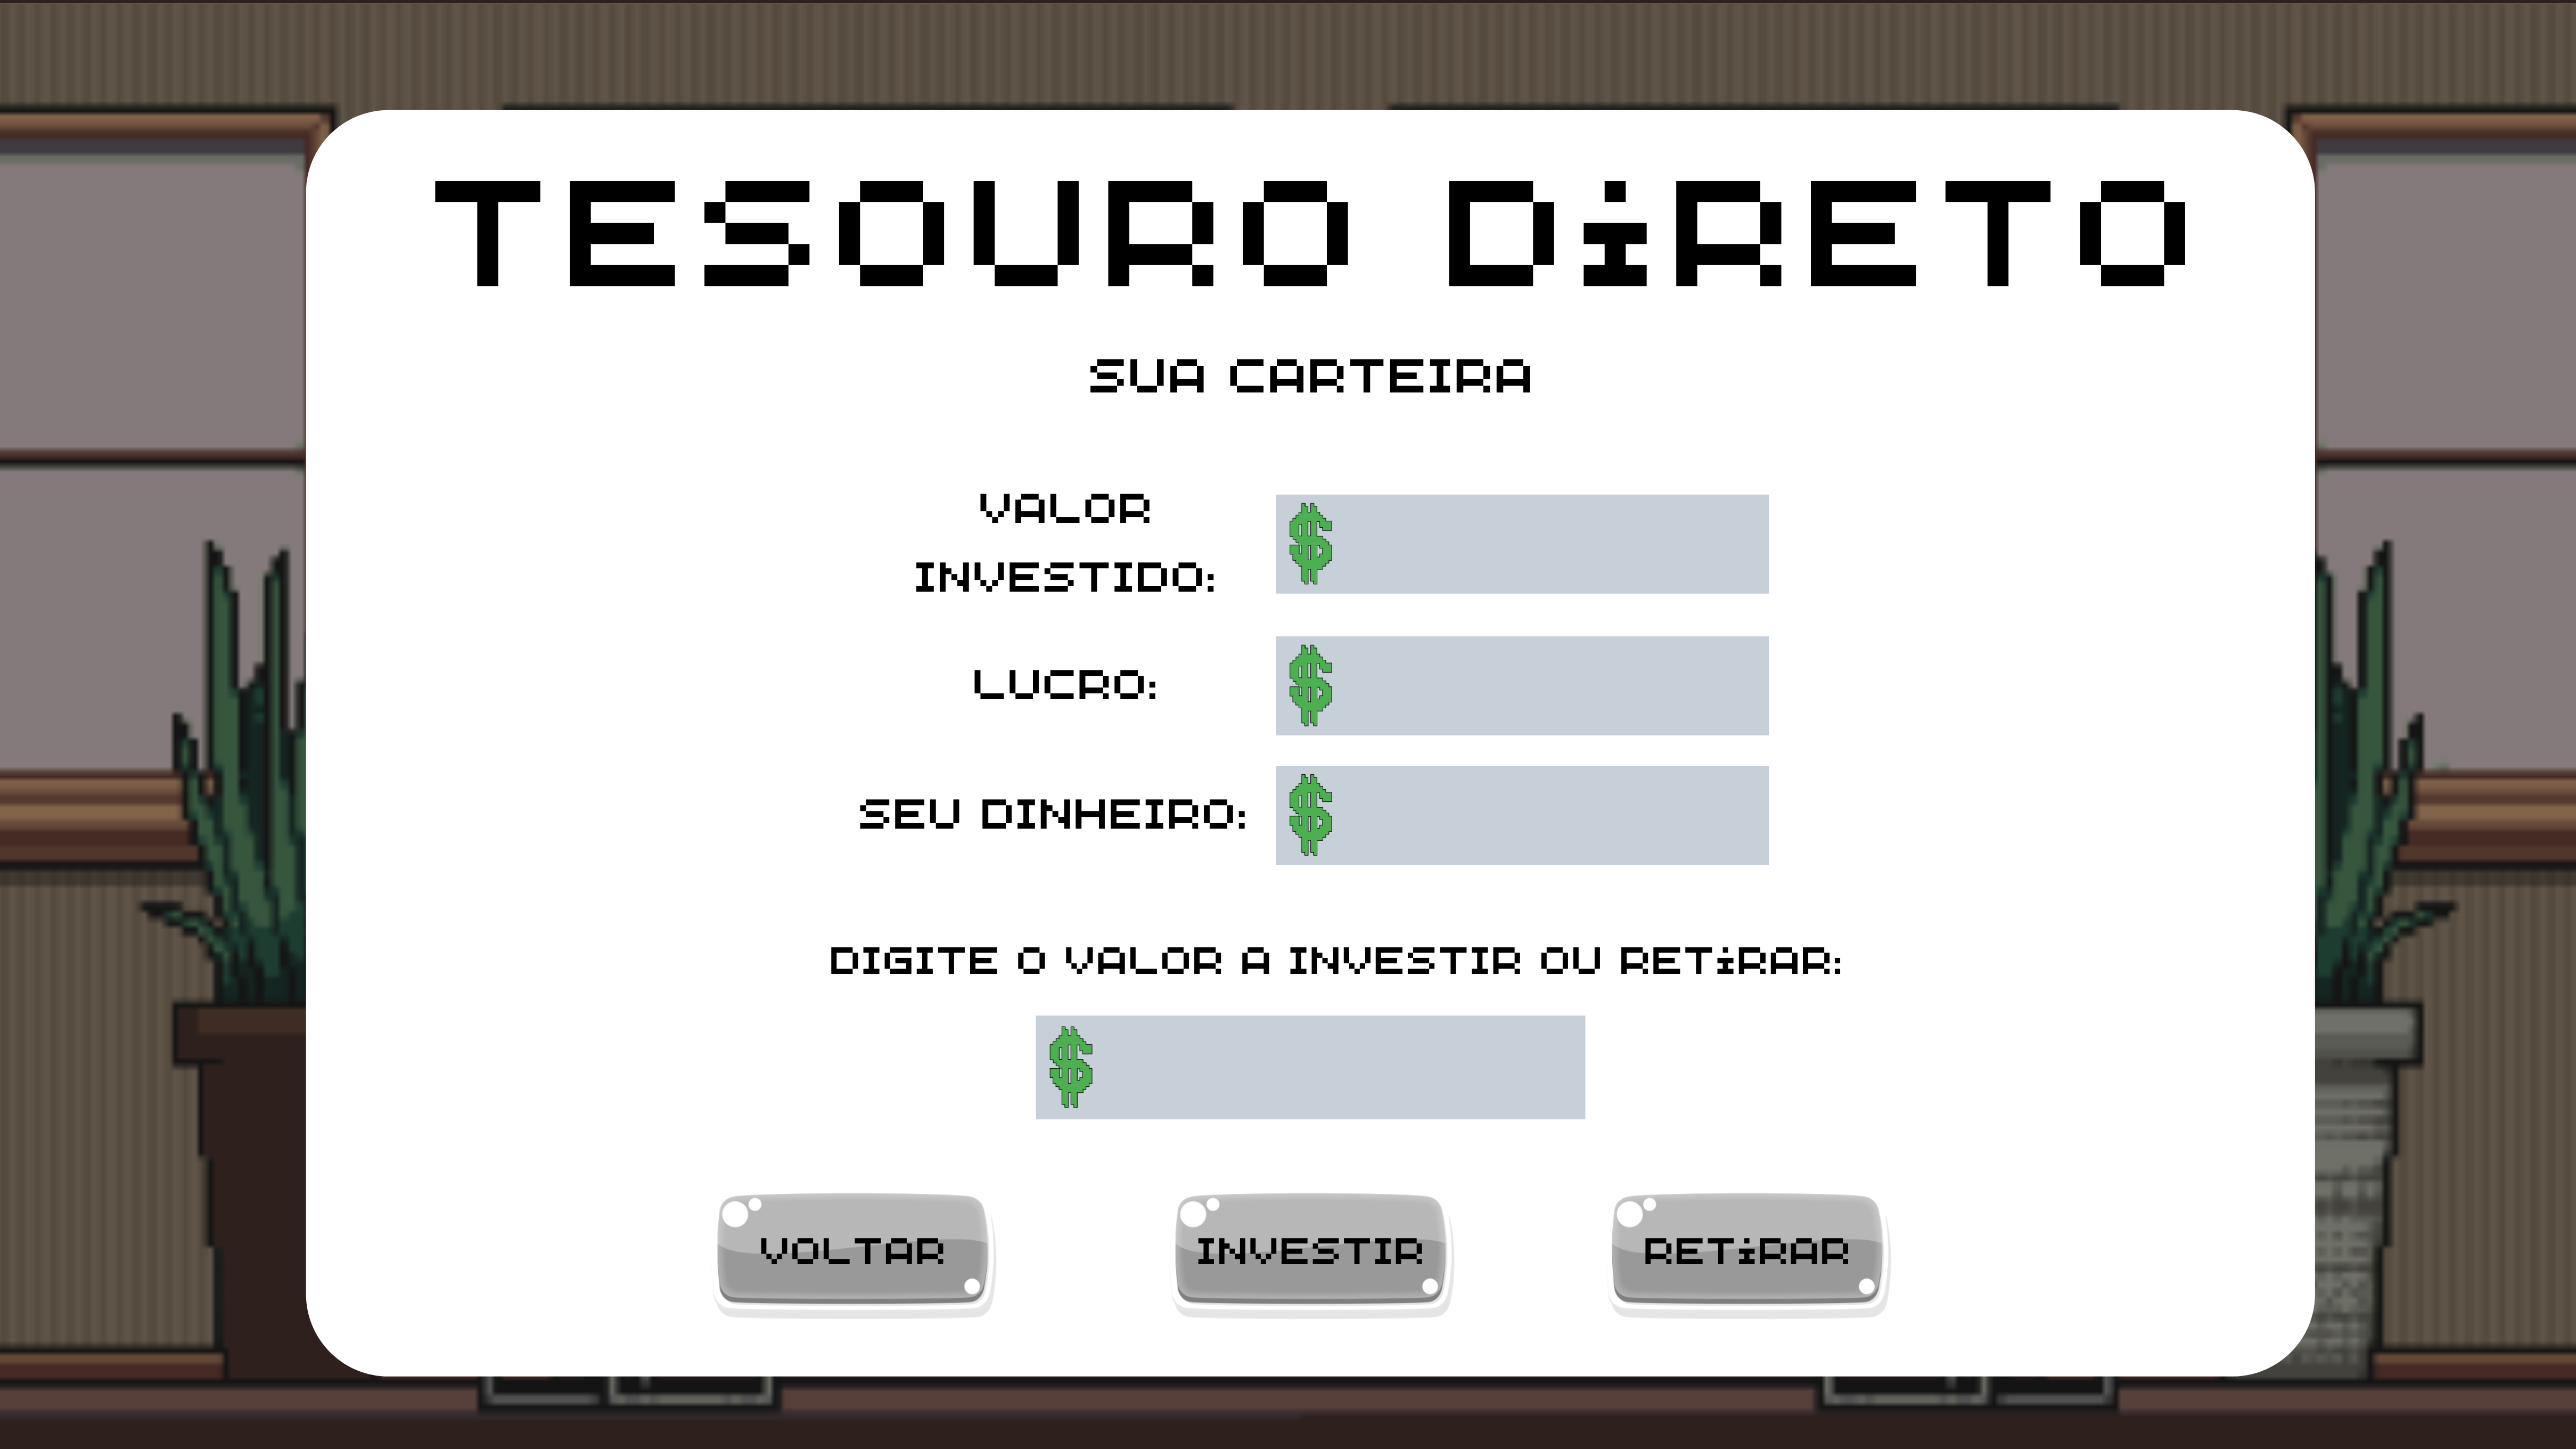 TESOURO DiRETO
SUA CARTEIRA
VALOR
INVESTIDO:
$
LUCRO:
$
SEU DINHEIRO:
$
DIGITE O VALOR A INVESTIR OU RETiRAR:
$
VOLTAR
INVESTIR
RETiRAR